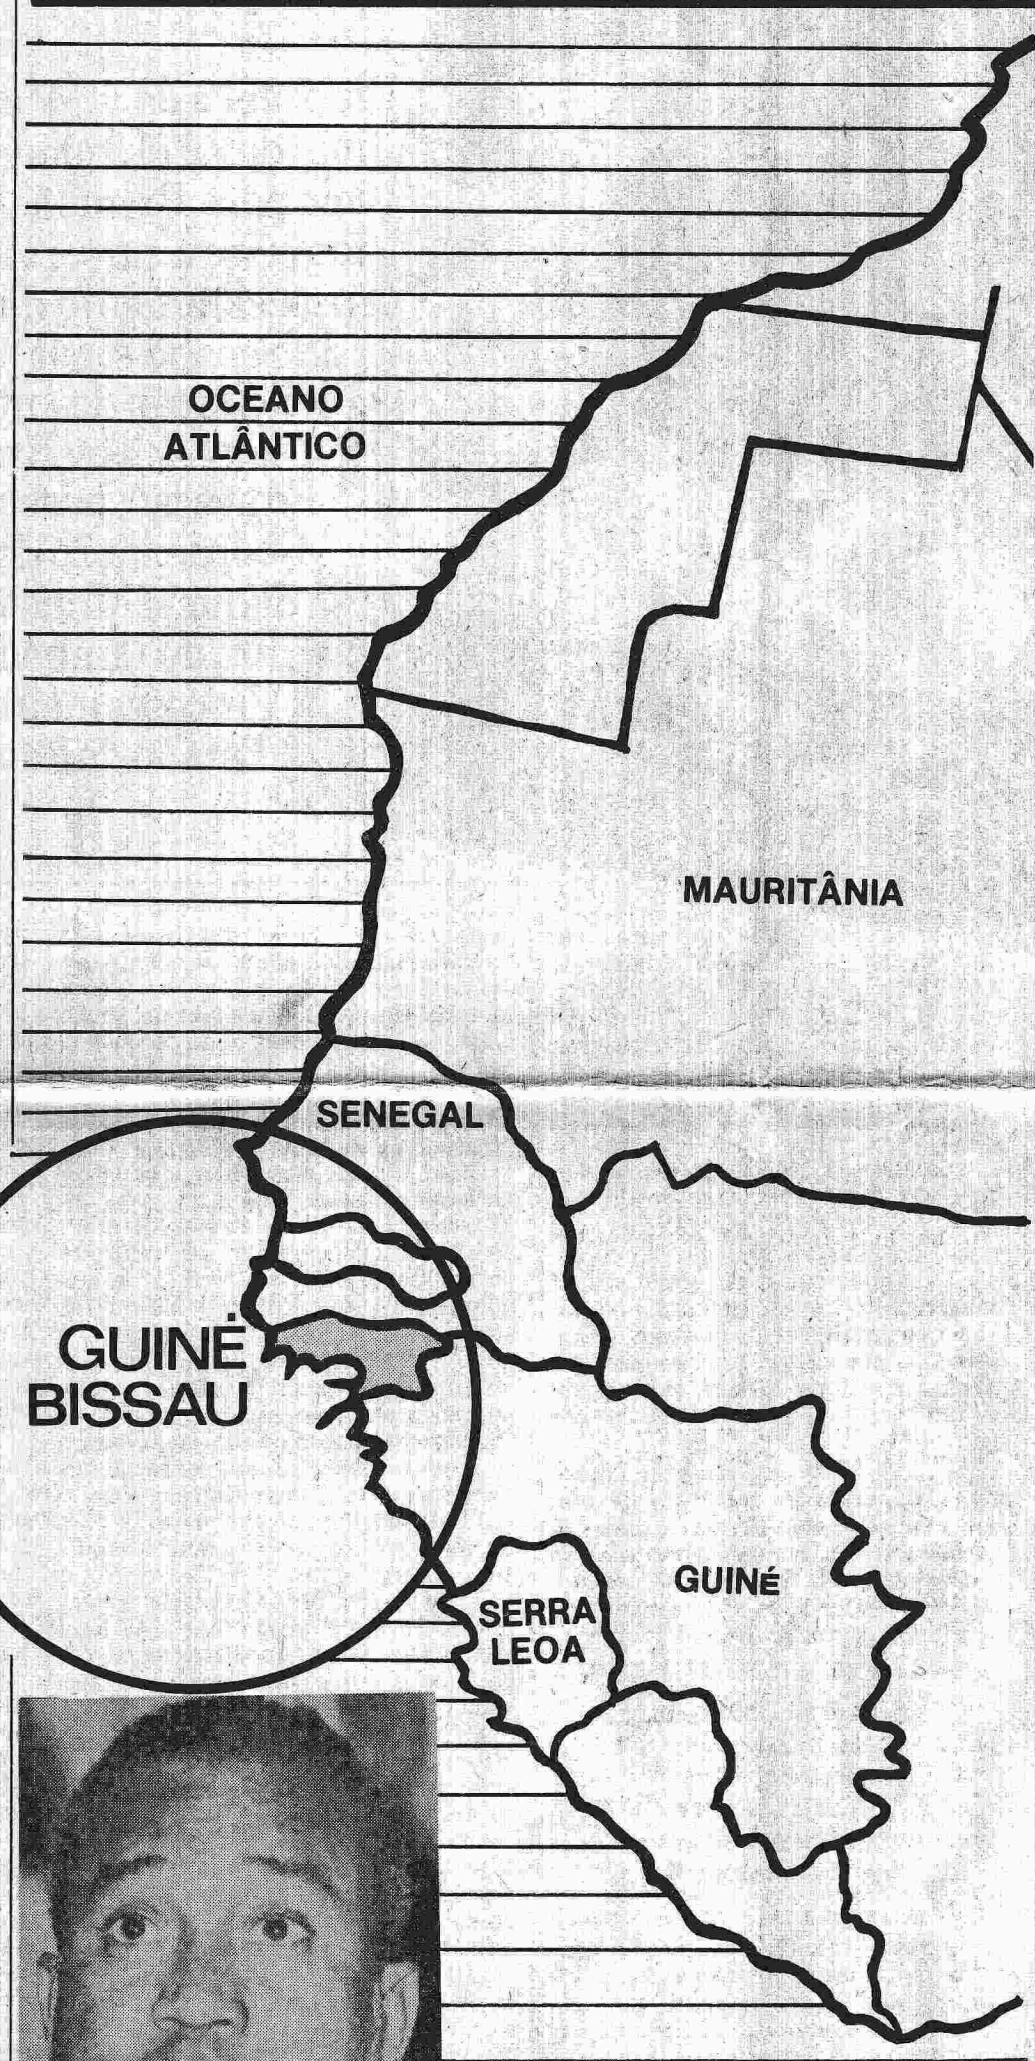 OCEANO
ATLÂNTICO
MAURITÂNIA
SENEGAL
GUINÉ
BISSAU
GUINÉ
SERRA
LEOA